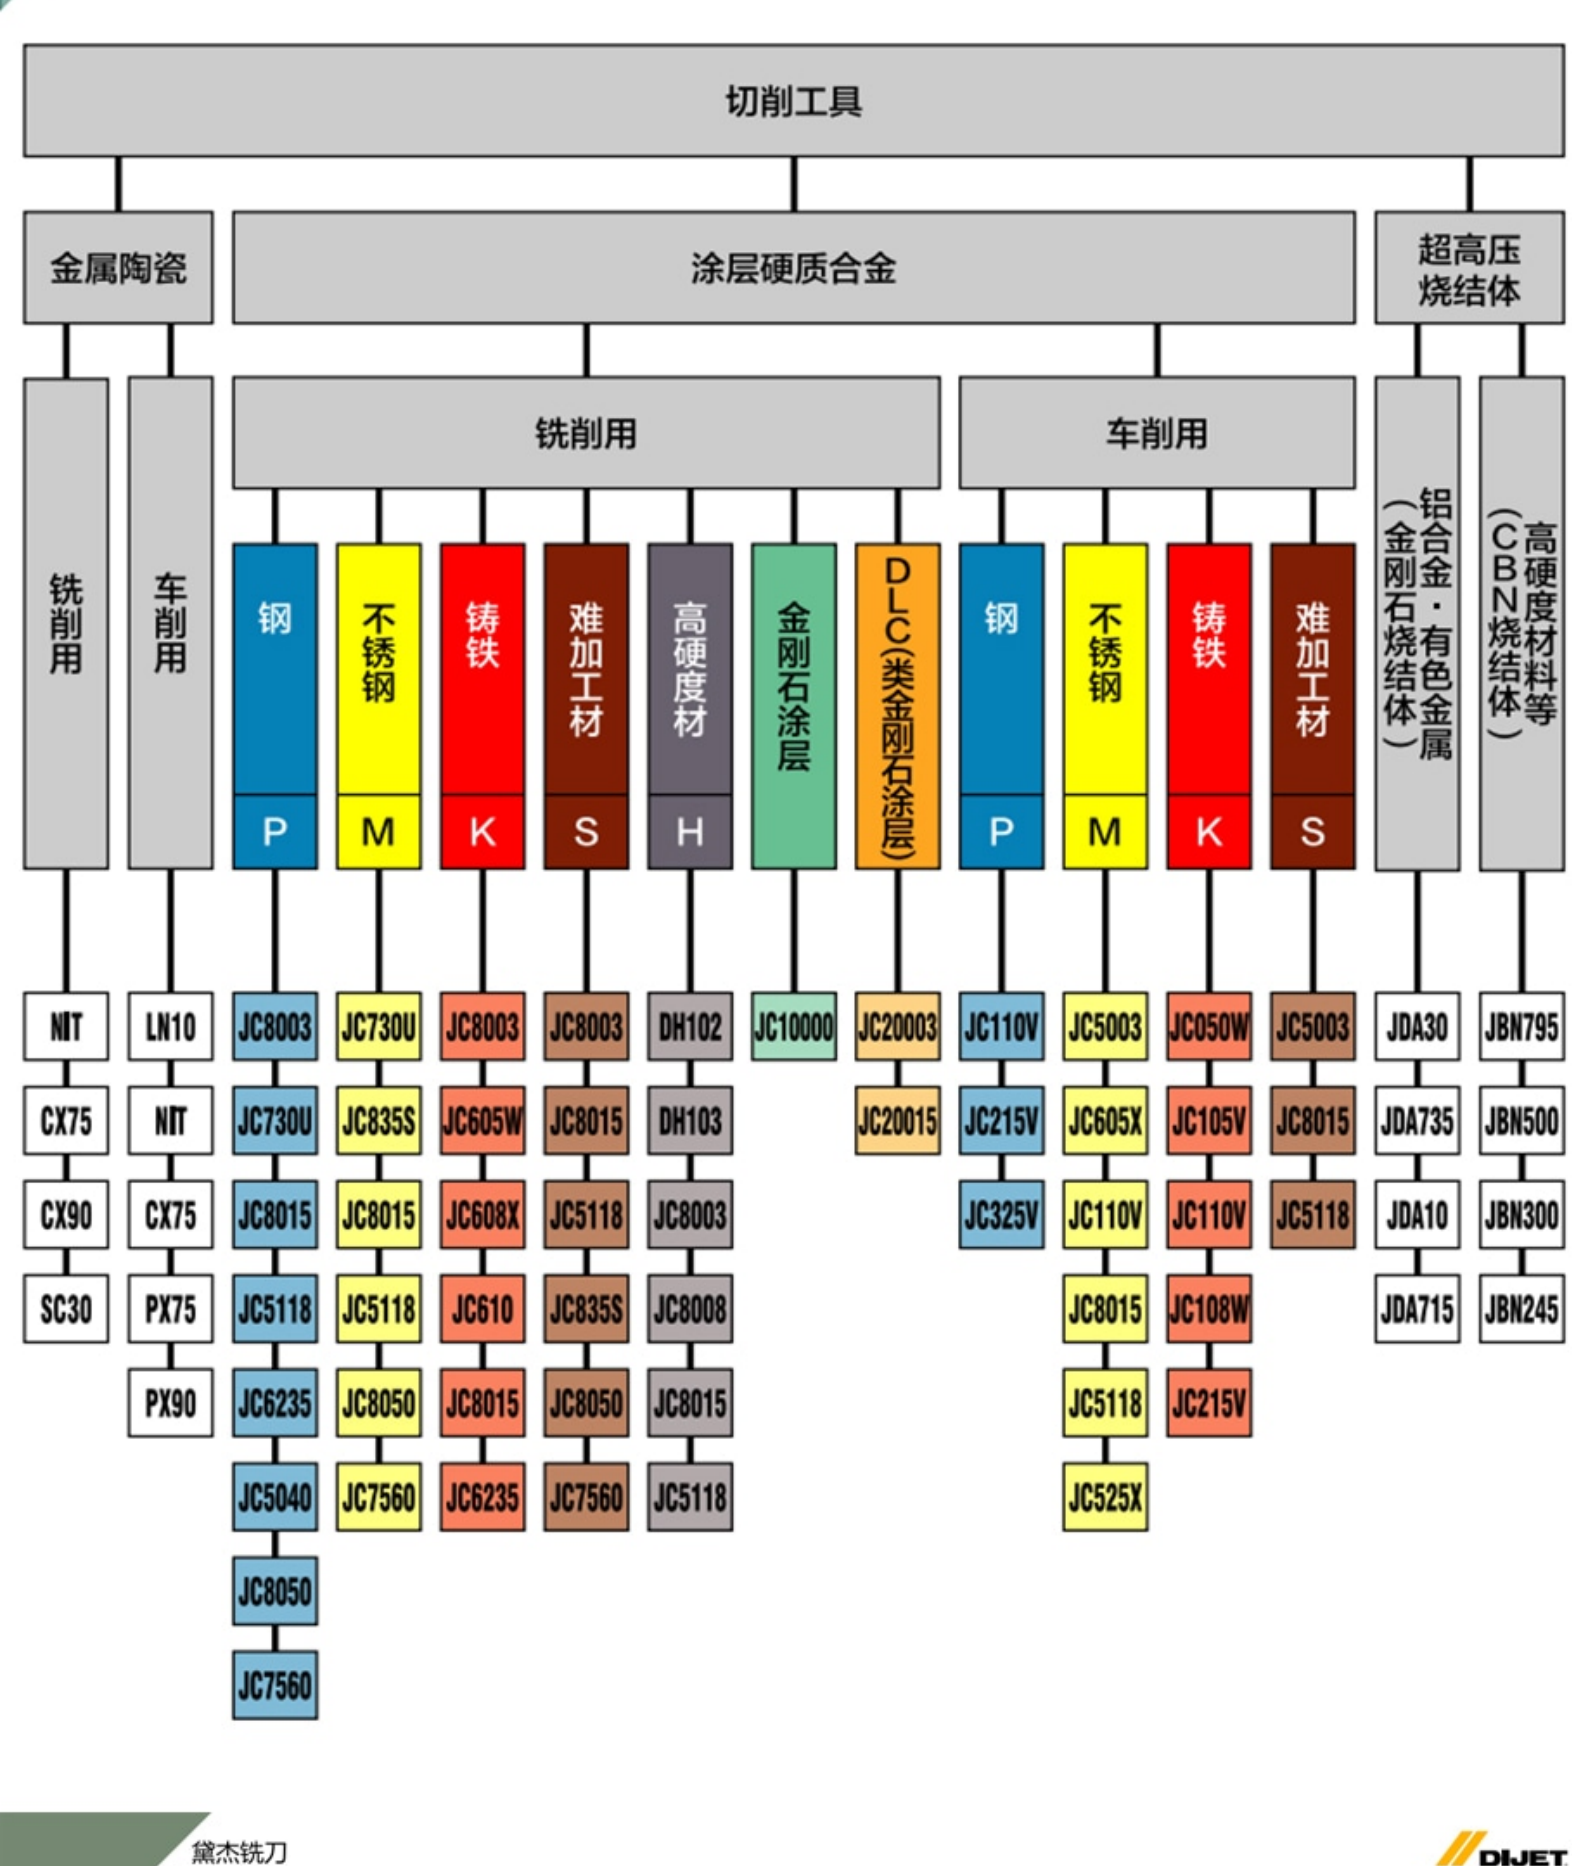 切削工具
金属陶瓷
涂层硬质合金
超高压
烧结体
铣削用
车削用
铣削用
车削用
铝合金·有色金属
(金刚石烧结体)
高硬度材料等
(CBN烧结体)
钢
不锈钢
铸铁
难加工材
高硬度材
金刚石涂层
DLC(类金刚石涂层)
钢
不锈钢
铸铁
难加工材
P M K S H P M K S
NIT LN10 JC8003 JC730U JC8003 JC8003 DH102 JC10000 JC20003 JC110V JC5003 JC050W JC5003 JDA30 JBN795
CX75 NIT JC730U JC835S JC605W JC8015 DH103 JC20015 JC215V JC605X JC105V JC8015 JDA735 JBN500
CX90 CX75 JC8015 JC8015 JC608X JC5118 JC8003 JC325V JC110V JC110V JC5118 JDA10 JBN300
SC30 PX75 JC5118 JC5118 JC610 JC835S JC8008 JC8015 JC108W JDA715 JBN245
PX90 JC6235 JC8050 JC8015 JC8050 JC8015 JC5118 JC215V
JC5040 JC7560 JC6235 JC7560 JC5118 JC525X
JC8050
JC7560
黛杰铣刀
DIJET